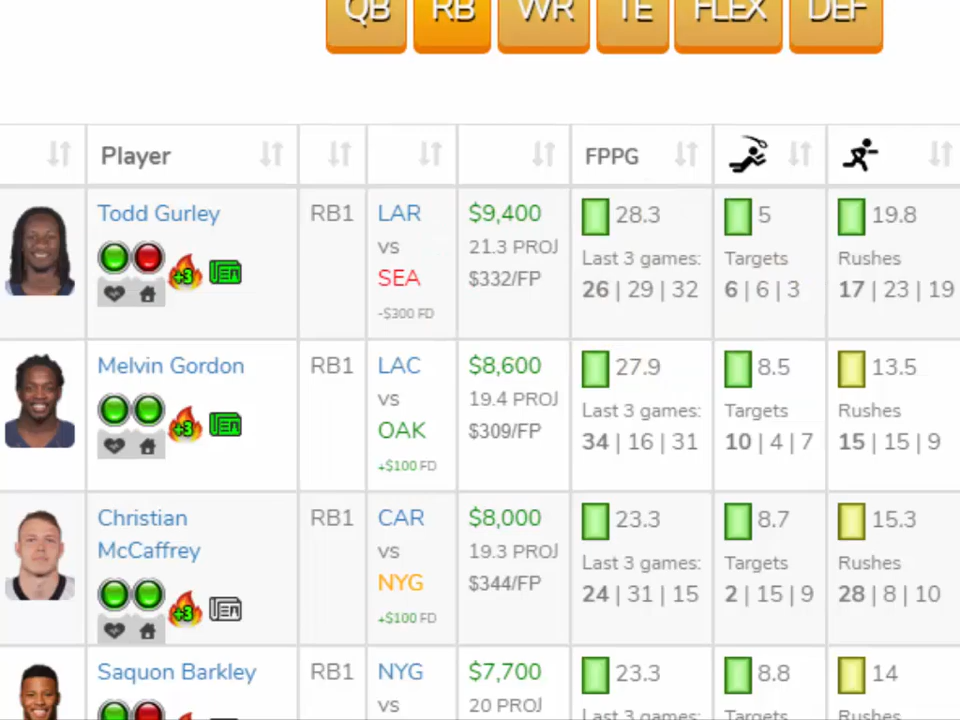 QB RB WR TE FLEX DEF
Player FPPG
Todd Gurley RB1 LAR $9,400 28.3 5 19.8
vs 21.3 PROJ Last 3 games: Targets Rushes
+3 SEA $332/FP 26 | 29 | 32 6 | 6 | 3 17 | 23 | 19
-$300 FD
Melvin Gordon RB1 LAC $8,600 27.9 8.5 13.5
vs 19.4 PROJ Last 3 games: Targets Rushes
+3 OAK $309/FP 34 | 16 | 31 10 | 4 | 7 15 | 15 | 9
+$100 FD
Christian RB1 CAR $8,000 23.3 8.7 15.3
McCaffrey vs 19.3 PROJ Last 3 games: Targets Rushes
+3 NYG $344/FP 24 | 31 | 15 2 | 15 | 9 28 | 8 | 10
+$100 FD
Saquon Barkley RB1 NYG $7,700 23.3 8.8 14
vs 20 PROJ Last 3 games: Targets Rushes